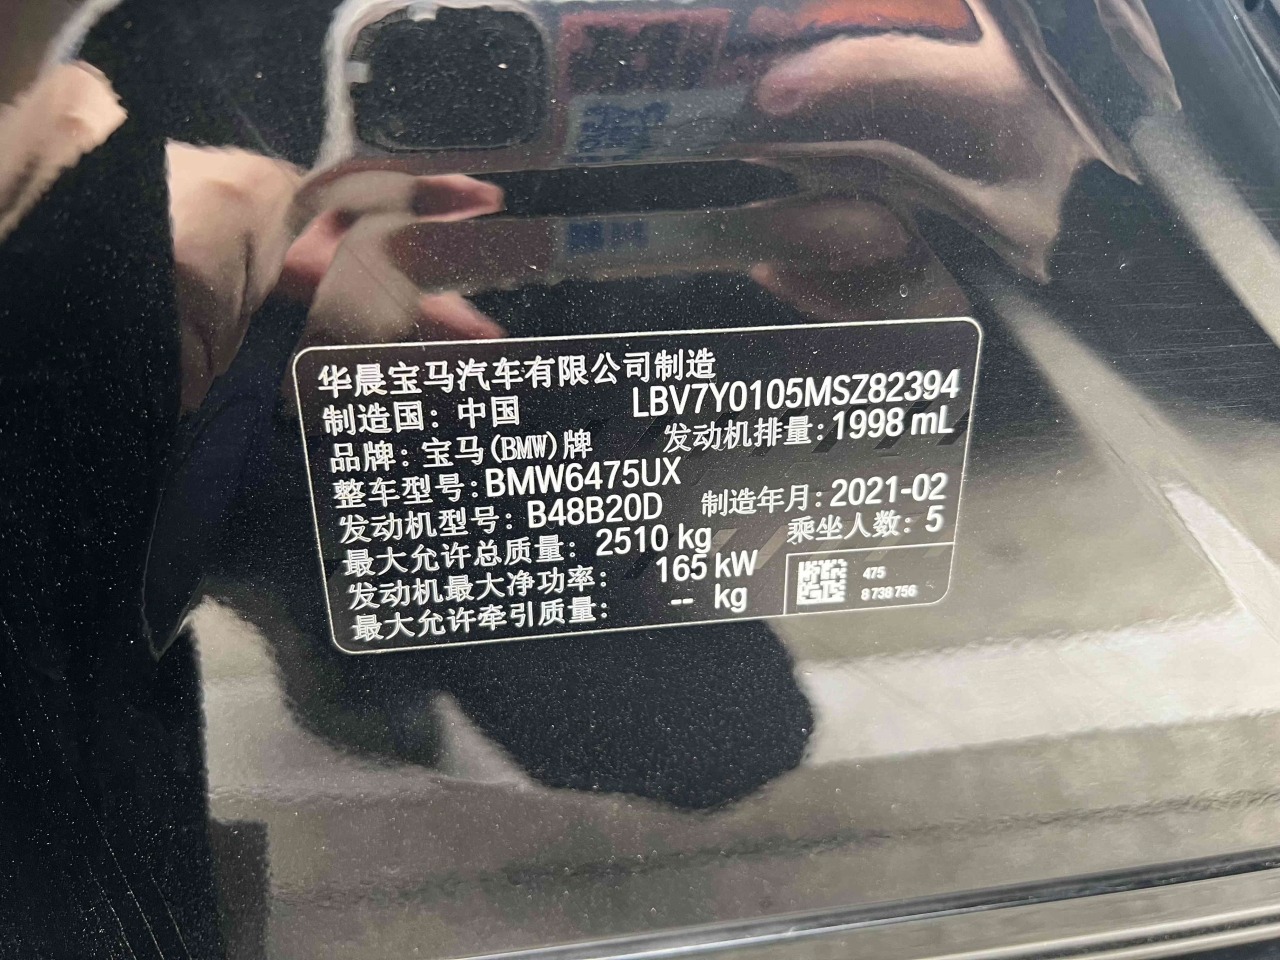 华晨宝马汽车有限公司制造
制造国：中国 LBV7Y0105MSZ82394
品牌：宝马(BMW)牌 发动机排量：1998 mL
整车型号：BMW6475UX
发动机型号：B48B20D 制造年月：2021-02
最大允许总质量：2510 kg 乘坐人数：5
发动机最大净功率：165 kW
最大允许牵引质量：-- kg
475
8 738 756